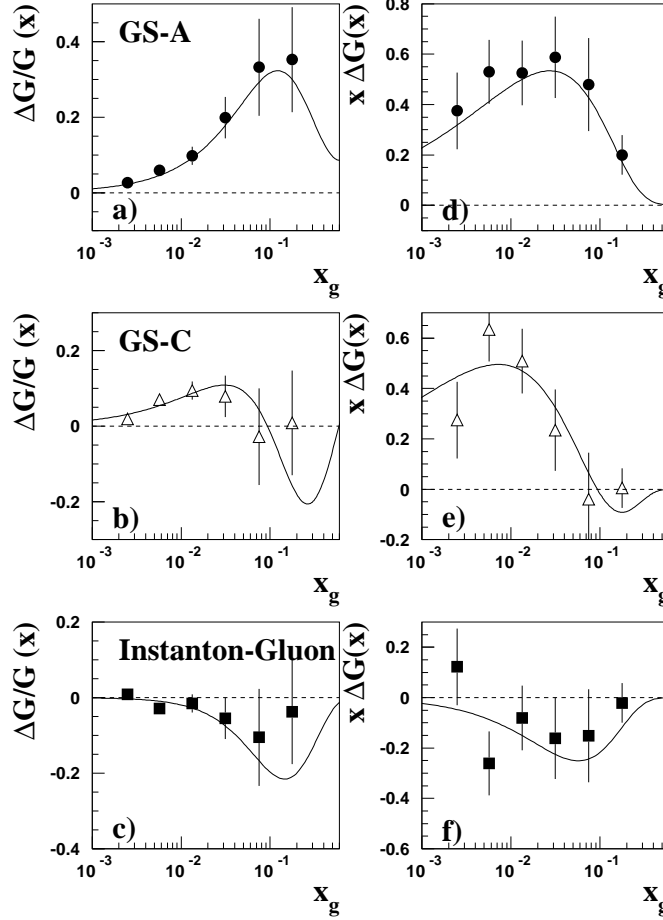 ΔG/G (x)
GS-A
0.4
0.2
0
a)
10⁻³ 10⁻² 10⁻¹
x_g
x ΔG(x)
0.8
0.6
0.4
0.2
0
d)
10⁻³ 10⁻² 10⁻¹
x_g
ΔG/G (x)
GS-C
0.2
0
-0.2
b)
10⁻³ 10⁻² 10⁻¹
x_g
x ΔG(x)
0.6
0.4
0.2
0
-0.2
e)
10⁻³ 10⁻² 10⁻¹
x_g
ΔG/G (x)
Instanton-Gluon
0.2
0
-0.2
-0.4
c)
10⁻³ 10⁻² 10⁻¹
x_g
x ΔG(x)
0.2
0
-0.2
-0.4
-0.6
f)
10⁻³ 10⁻² 10⁻¹
x_g